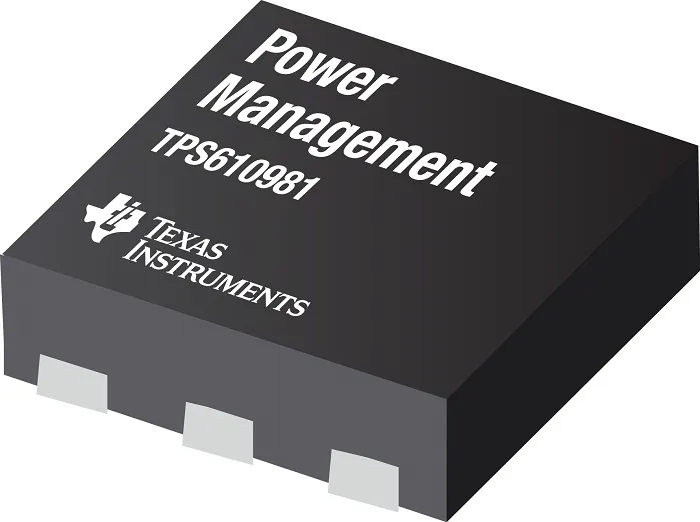 Power
Management
TPS610981
TEXAS
INSTRUMENTS